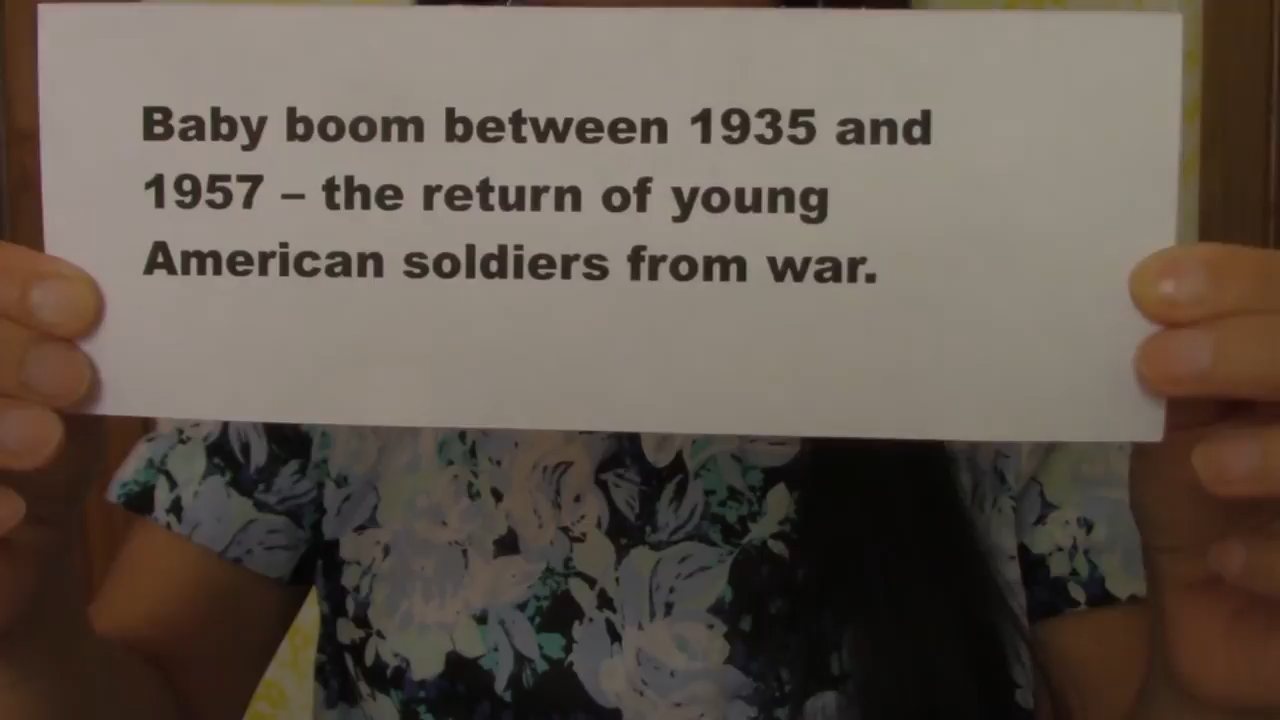 Baby boom between 1935 and
1957 – the return of young
American soldiers from war.